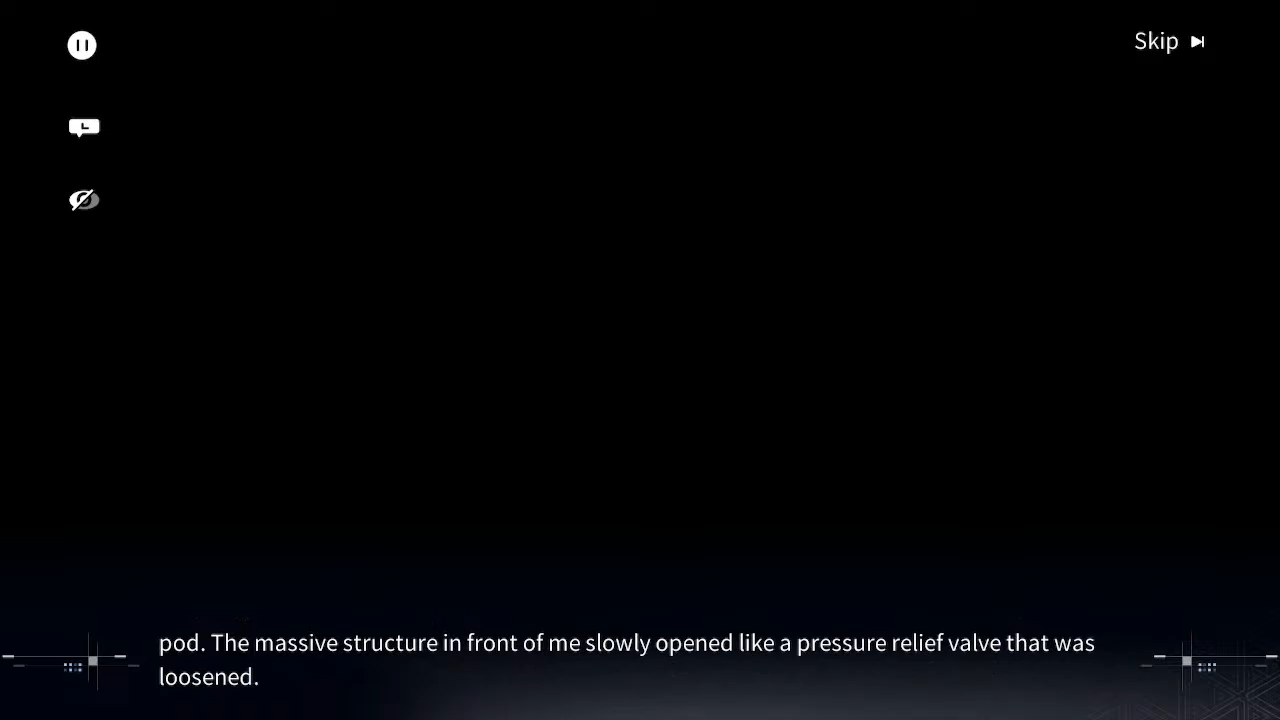 Skip
pod. The massive structure in front of me slowly opened like a pressure relief valve that was
loosened.